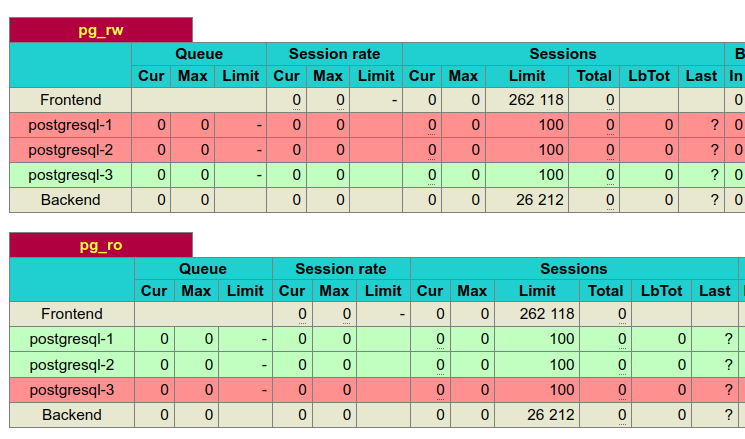 pg_rw
Queue Session rate Sessions B
Cur Max Limit Cur Max Limit Cur Max Limit Total LbTot Last In
Frontend 0 0 - 0 0 262 118 0 0
postgresql-1 0 0 - 0 0 0 0 100 0 0 ? 0
postgresql-2 0 0 - 0 0 0 0 100 0 0 ? 0
postgresql-3 0 0 - 0 0 0 0 100 0 0 ? 0
Backend 0 0 0 0 0 0 26 212 0 0 ? 0
pg_ro
Queue Session rate Sessions
Cur Max Limit Cur Max Limit Cur Max Limit Total LbTot Last
Frontend 0 0 - 0 0 262 118 0
postgresql-1 0 0 - 0 0 0 0 100 0 0 ?
postgresql-2 0 0 - 0 0 0 0 100 0 0 ?
postgresql-3 0 0 - 0 0 0 0 100 0 0 ?
Backend 0 0 0 0 0 0 26 212 0 0 ?